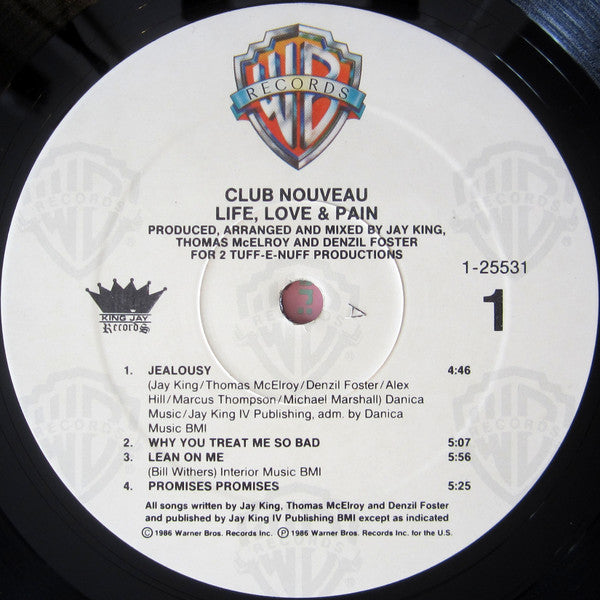 WB
RECORDS
CLUB NOUVEAU
LIFE, LOVE & PAIN
PRODUCED, ARRANGED AND MIXED BY JAY KING,
THOMAS McELROY AND DENZIL FOSTER
FOR 2 TUFF-E-NUFF PRODUCTIONS
1-25531
KING JAY
Records
1
1. JEALOUSY 4:46
(Jay King/Thomas McElroy/Denzil Foster/Alex
Hill/Marcus Thompson/Michael Marshall) Danica
Music/Jay King IV Publishing, adm. by Danica
Music BMI
2. WHY YOU TREAT ME SO BAD 5:07
3. LEAN ON ME 5:56
(Bill Withers) Interior Music BMI
4. PROMISES PROMISES 5:25
All songs written by Jay King, Thomas McElroy and Denzil Foster
and published by Jay King IV Publishing BMI except as indicated
© 1986 Warner Bros. Records Inc. ℗ 1986 Warner Bros. Records Inc. for the U.S.